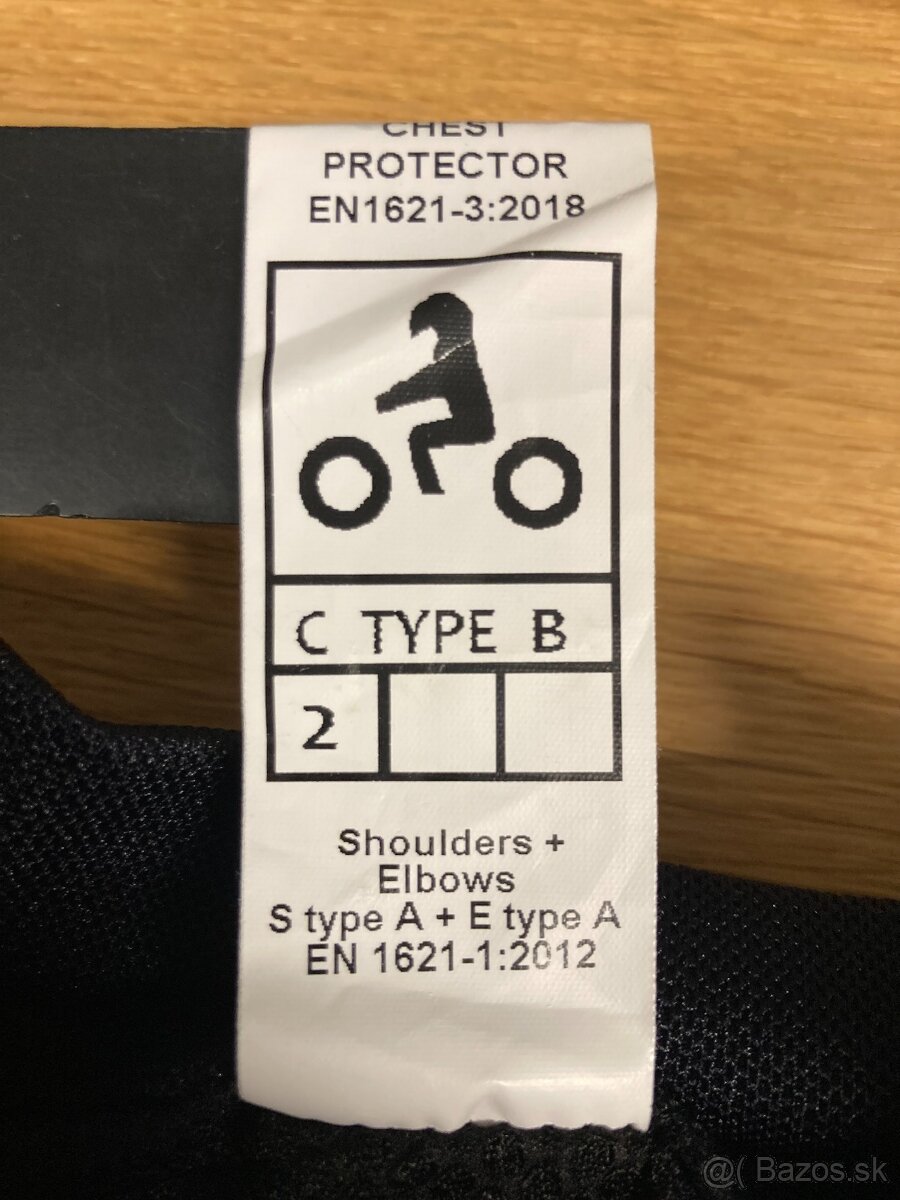 CHEST
PROTECTOR
EN1621-3:2018
C TYPE B
2
Shoulders +
Elbows
S type A + E type A
EN 1621-1:2012
@( Bazos.sk